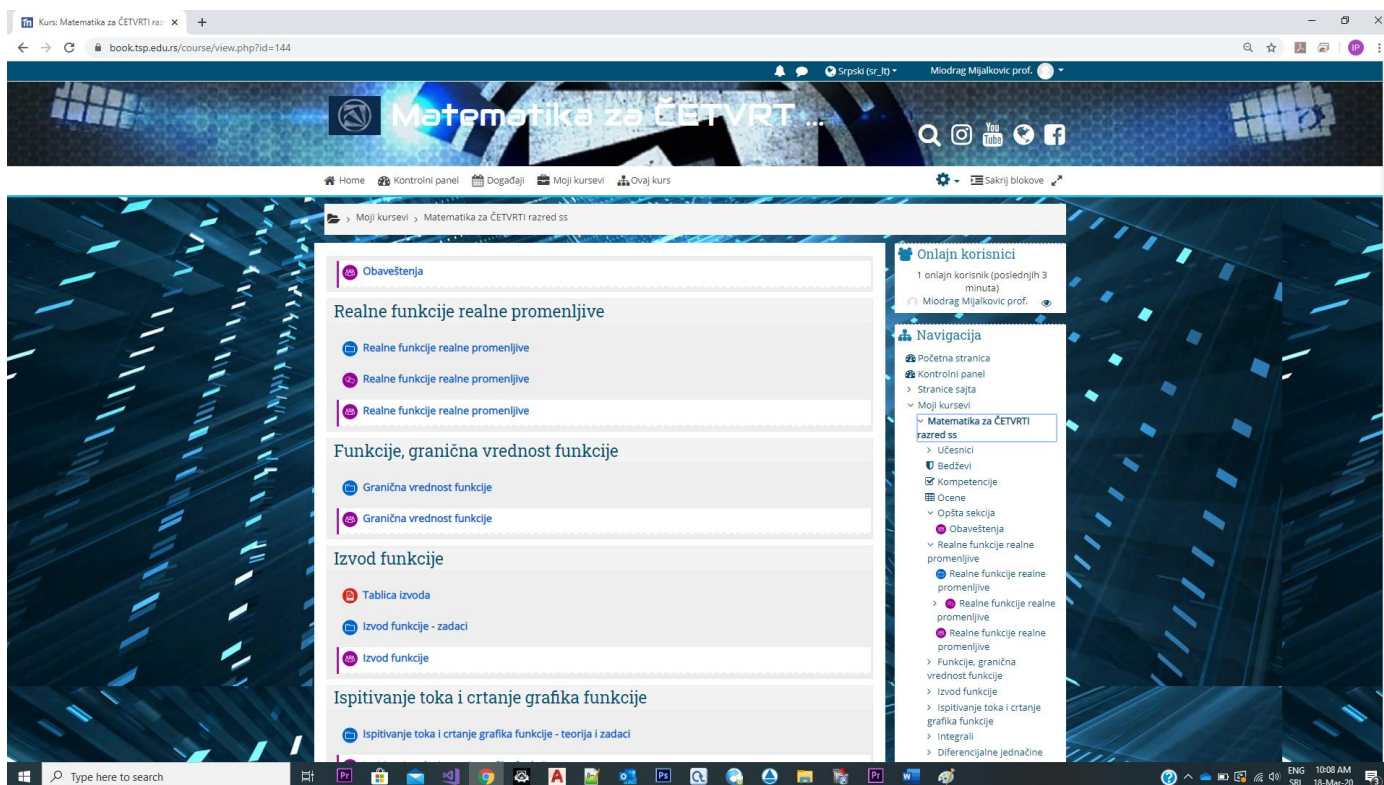 Kurs: Matematika za ČETVRTI raz
book.tsp.edu.rs/course/view.php?id=144
IP
Srpski (sr_lt)
Miodrag Mijalkovic prof.
Matematika za ČETVRT ...
You
Tube
Home Kontrolni panel Događaji Moji kursevi Ovaj kurs
Sakrij blokove
Moji kursevi > Matematika za ČETVRTI razred ss
Obaveštenja
Realne funkcije realne promenljive
Realne funkcije realne promenljive
Realne funkcije realne promenljive
Realne funkcije realne promenljive
Funkcije, granična vrednost funkcije
Granična vrednost funkcije
Granična vrednost funkcije
Izvod funkcije
Tablica izvoda
Izvod funkcije - zadaci
Izvod funkcije
Ispitivanje toka i crtanje grafika funkcije
Ispitivanje toka i crtanje grafika funkcije - teorija i zadaci
Onlajn korisnici
1 onlajn korisnik (poslednjih 3
minuta)
Miodrag Mijalkovic prof.
Navigacija
Početna stranica
Kontrolni panel
Stranice sajta
Moji kursevi
Matematika za ČETVRTI
razred ss
Učesnici
Bedževi
Kompetencije
Ocene
Opšta sekcija
Obaveštenja
Realne funkcije realne
promenljive
Realne funkcije realne
promenljive
Realne funkcije realne
promenljive
Realne funkcije realne
promenljive
Funkcije, granična
vrednost funkcije
Izvod funkcije
Ispitivanje toka i crtanje
grafika funkcije
Integrali
Diferencijalne jednačine
Type here to search
ENG 10:08 AM
SRL 18-Mar-20